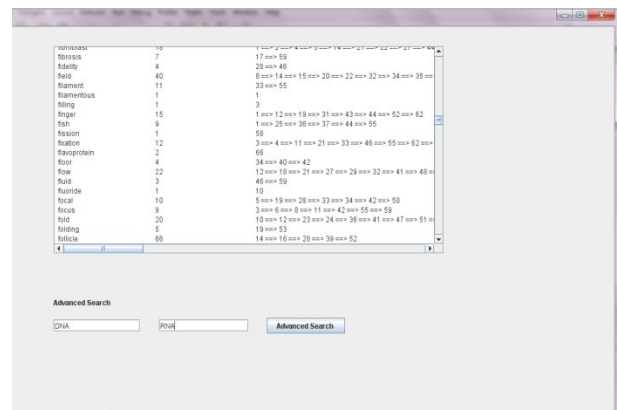 fibroblast 18
fibrosis 7 17 ==> 59
fidelity 4 28 ==> 46
field 40 8 ==> 14 ==> 15 ==> 20 ==> 22 ==> 32 ==> 34 ==> 35 ==
filament 11 33 ==> 55
filamentous 1 1
filling 1 3
finger 15 1 ==> 12 ==> 19 ==> 31 ==> 43 ==> 44 ==> 52 ==> 62
fish 9 1 ==> 25 ==> 36 ==> 37 ==> 44 ==> 55
fission 1 58
fixation 12 3 ==> 4 ==> 11 ==> 21 ==> 33 ==> 46 ==> 55 ==> 62 ==>
flavoprotein 2 66
floor 4 34 ==> 40 ==> 42
flow 22 12 ==> 18 ==> 21 ==> 27 ==> 29 ==> 32 ==> 41 ==> 48 =
fluid 3 46 ==> 59
fluoride 1 10
focal 10 5 ==> 19 ==> 28 ==> 33 ==> 34 ==> 42 ==> 50
focus 9 3 ==> 6 ==> 8 ==> 11 ==> 42 ==> 55 ==> 59
fold 20 10 ==> 12 ==> 23 ==> 24 ==> 36 ==> 41 ==> 47 ==> 51 =
folding 5 19 ==> 53
follicle 66 14 ==> 16 ==> 28 ==> 39 ==> 52
Advanced Search
DNA RNA Advanced Search